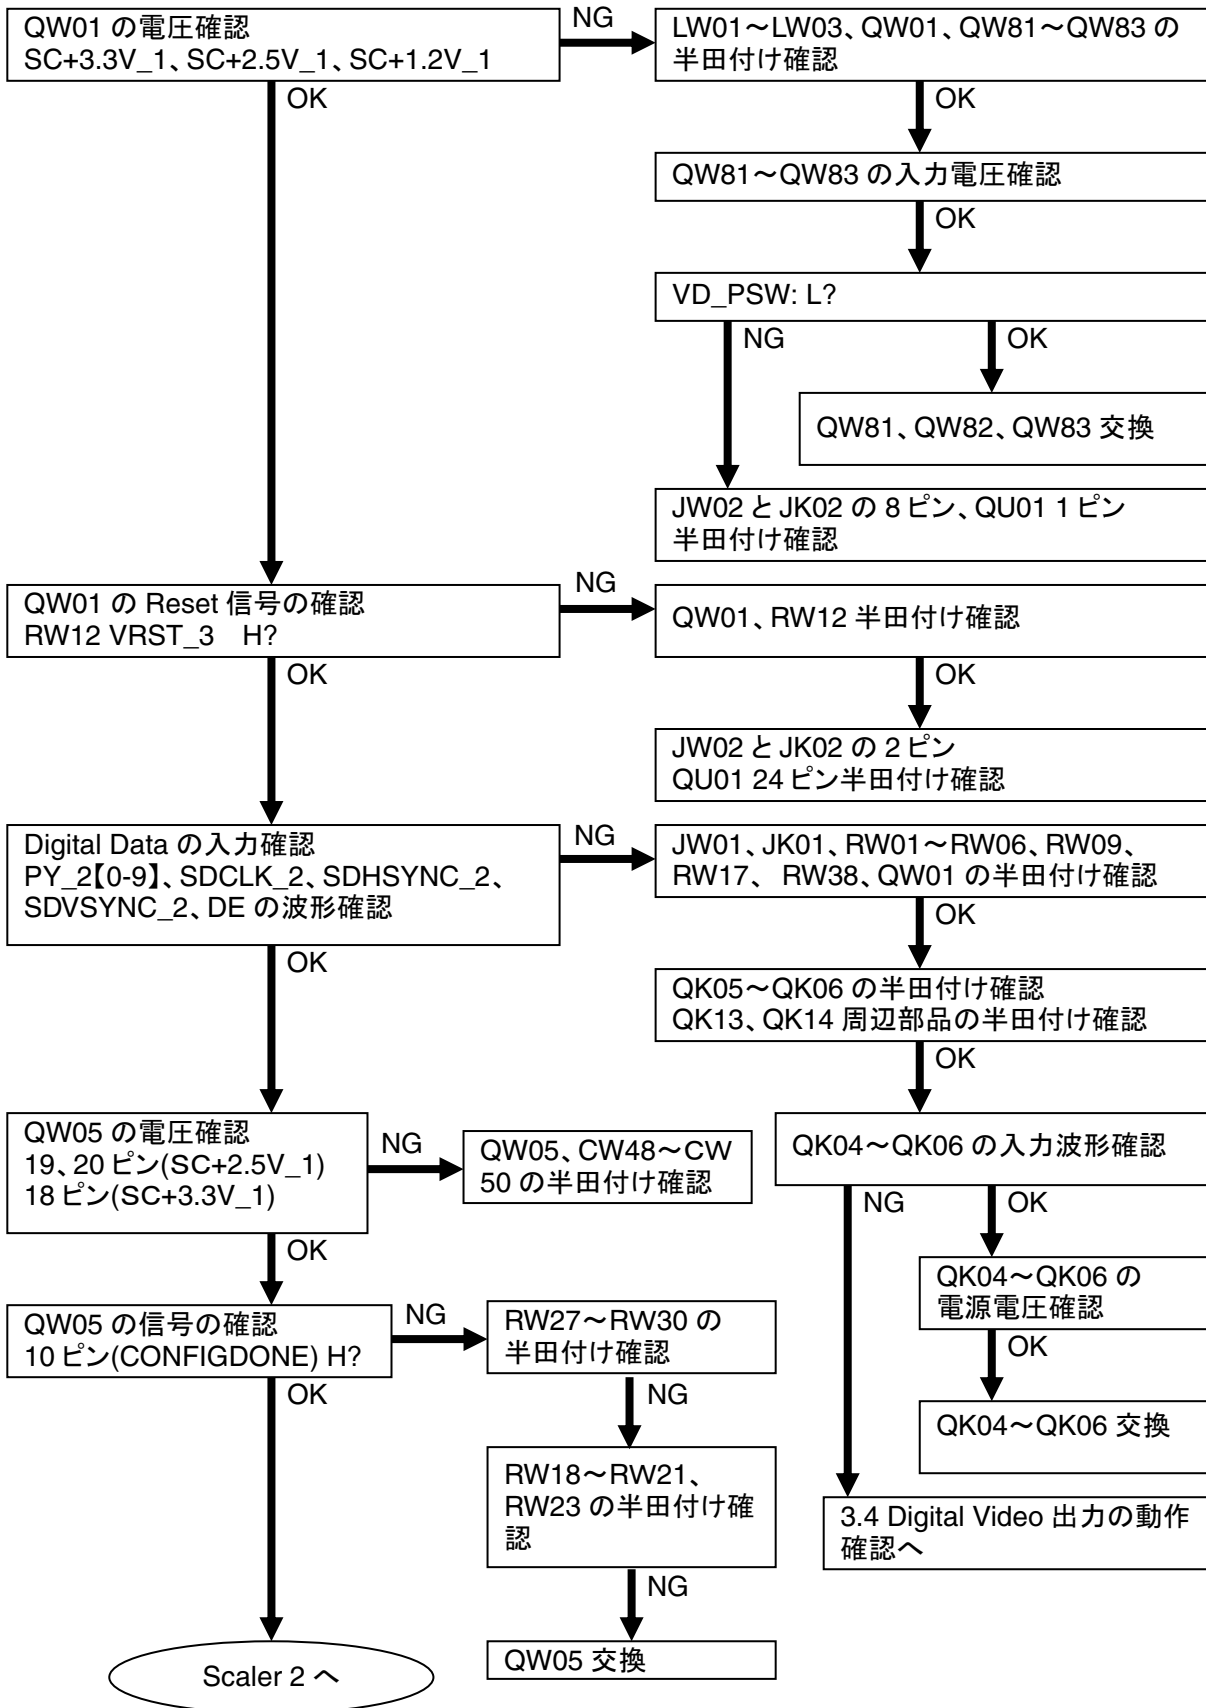 QW01 の電圧確認
SC+3.3V_1、SC+2.5V_1、SC+1.2V_1
NG
LW01～LW03、QW01、QW81～QW83 の
半田付け確認
OK
OK
QW81～QW83 の入力電圧確認
OK
VD_PSW: L?
NG
OK
QW81、QW82、QW83 交換
JW02 と JK02 の 8 ピン、QU01 1 ピン
半田付け確認
QW01 の Reset 信号の確認
RW12 VRST_3　H?
NG
QW01、RW12 半田付け確認
OK
OK
JW02 と JK02 の 2 ピン
QU01 24 ピン半田付け確認
Digital Data の入力確認
PY_2【0-9】、SDCLK_2、SDHSYNC_2、
SDVSYNC_2、DE の波形確認
NG
JW01、JK01、RW01～RW06、RW09、
RW17、 RW38、QW01 の半田付け確認
OK
OK
QK05～QK06 の半田付け確認
QK13、QK14 周辺部品の半田付け確認
OK
QW05 の電圧確認
19、20 ピン(SC+2.5V_1)
18 ピン(SC+3.3V_1)
NG
QW05、CW48～CW
50 の半田付け確認
QK04～QK06 の入力波形確認
NG
OK
OK
QK04～QK06 の
電源電圧確認
OK
QW05 の信号の確認
10 ピン(CONFIGDONE) H?
NG
RW27～RW30 の
半田付け確認
OK
NG
QK04～QK06 交換
RW18～RW21、
RW23 の半田付け確
認
3.4 Digital Video 出力の動作
確認へ
NG
QW05 交換
Scaler 2 へ